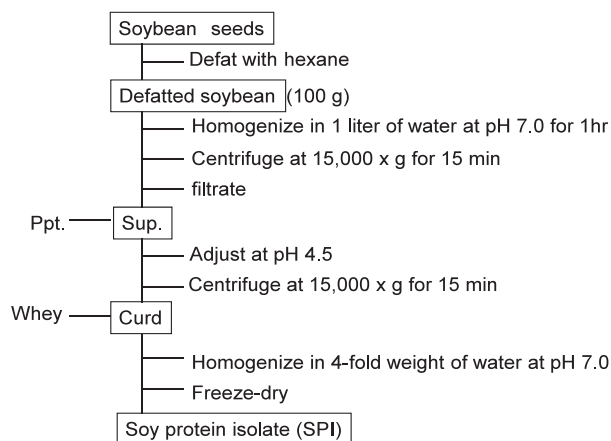 Soybean seeds
Defat with hexane
Defatted soybean (100 g)
Homogenize in 1 liter of water at pH 7.0 for 1hr
Centrifuge at 15,000 x g for 15 min
filtrate
Ppt. Sup.
Adjust at pH 4.5
Centrifuge at 15,000 x g for 15 min
Whey Curd
Homogenize in 4-fold weight of water at pH 7.0
Freeze-dry
Soy protein isolate (SPI)